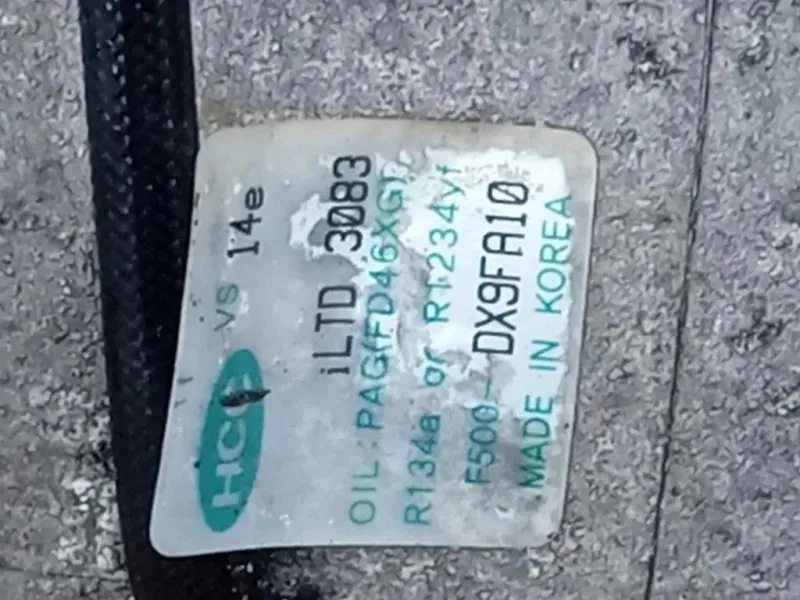 HCC VS 14e
iLTD 3083
OIL : PAG(FD46XG)
R134a or R1234yf
F500- DX9FA10
MADE IN KOREA